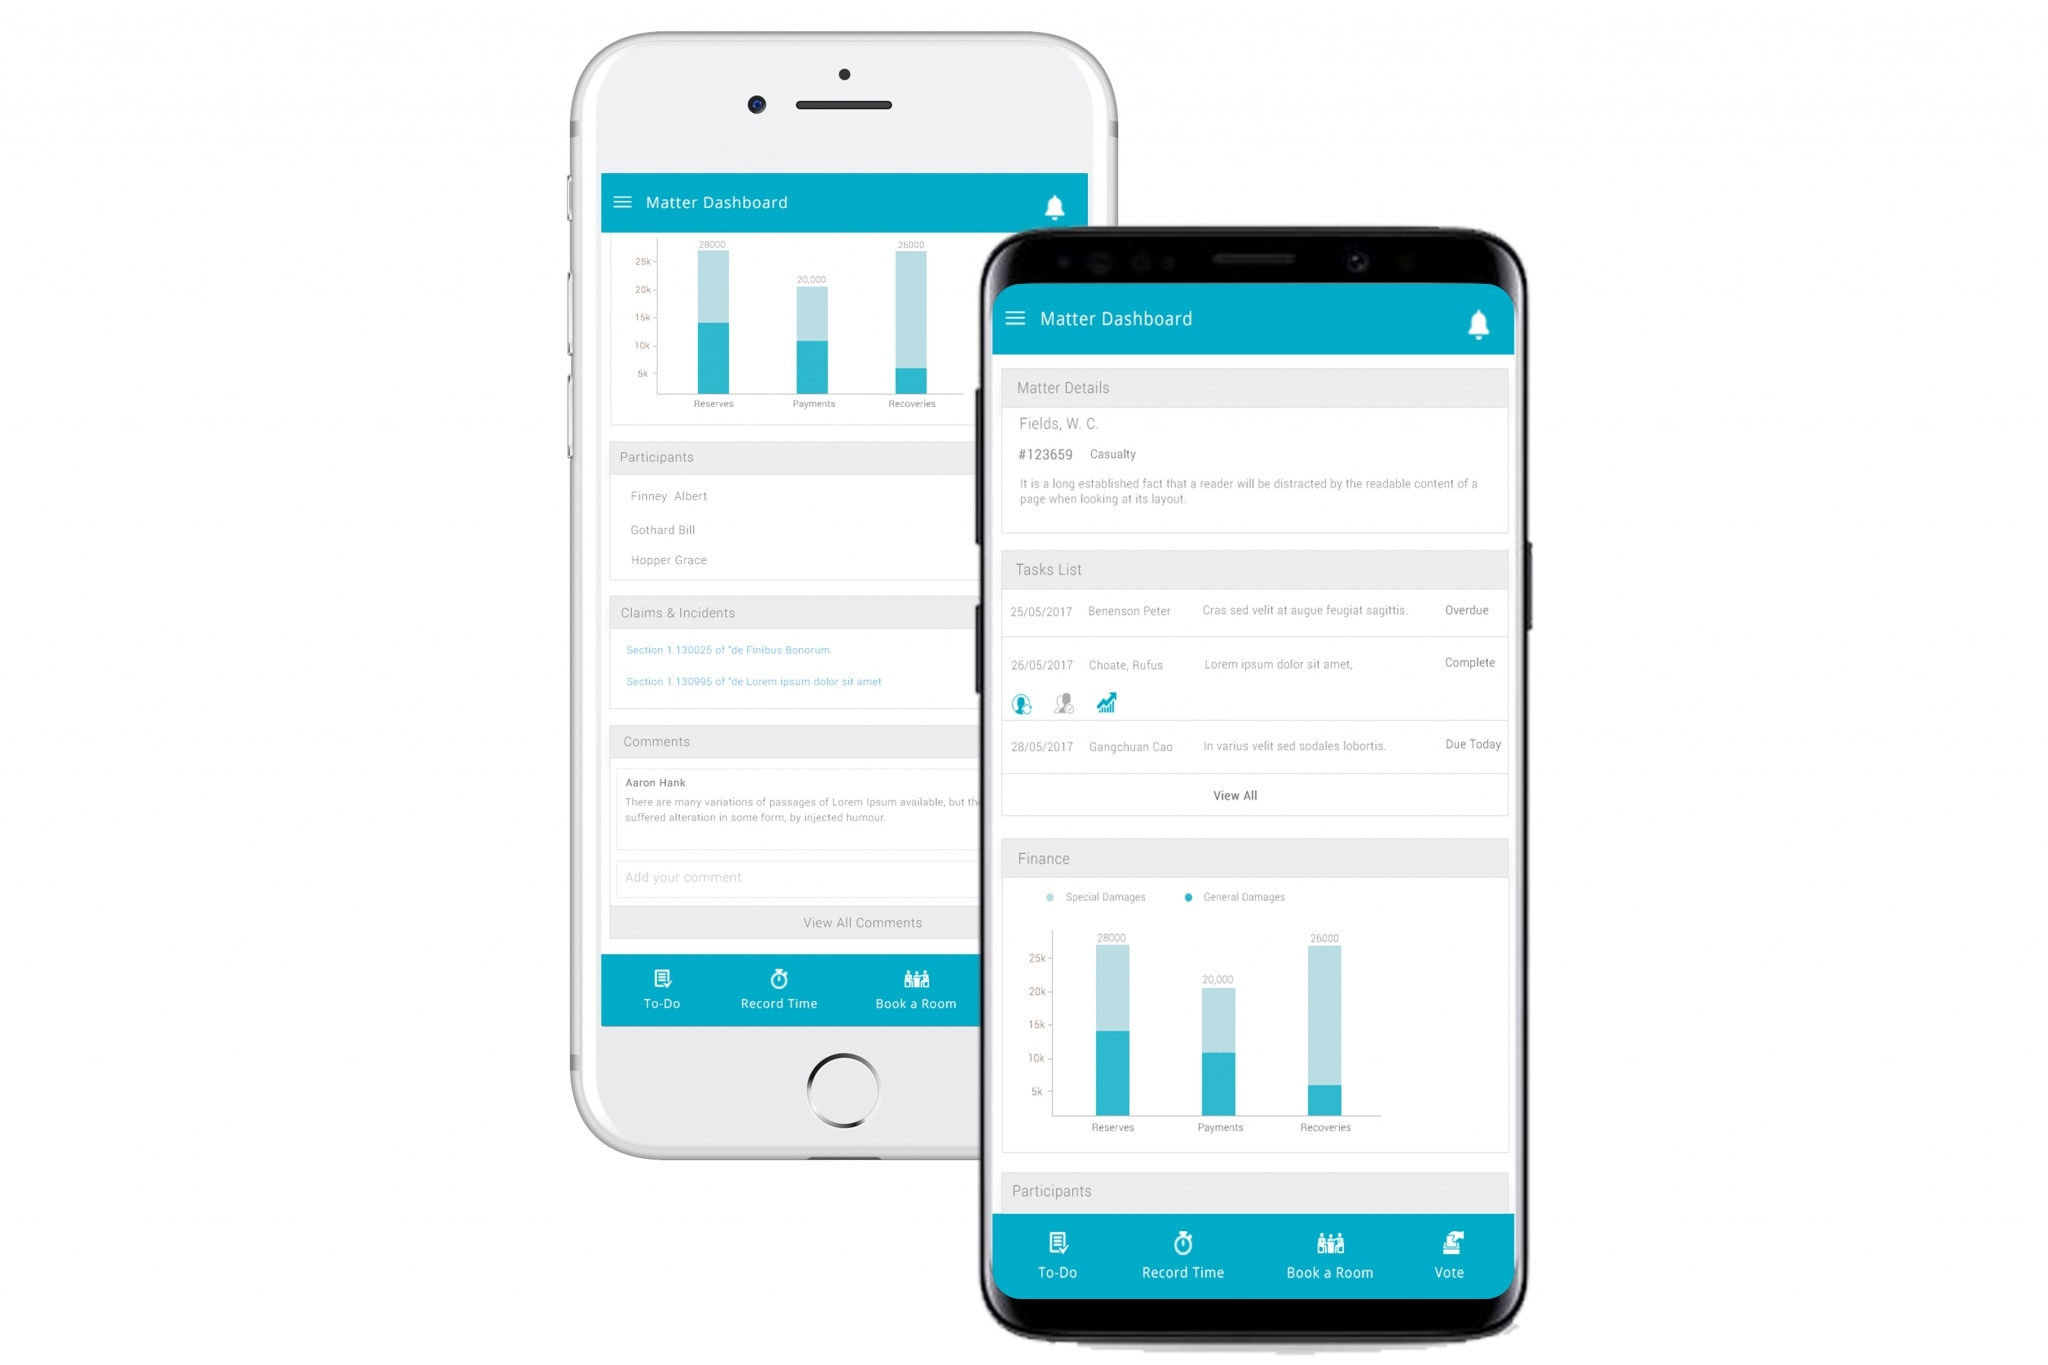 Matter Dashboard
28000
26000
20,000
25k
20k
15k
10k
5k
Reserves Payments Recoveries
Participants
Finney Albert
Gothard Bill
Hopper Grace
Claims & Incidents
Section 1.130025 of "de Finibus Bonorum
Section 1.130995 of "de Lorem ipsum dolor sit amet
Comments
Aaron Hank
There are many variations of passages of Lorem Ipsum available, but
suffered alteration in some form, by injected humour.
Add your comment
View All Comments
To-Do Record Time Book a Room
Matter Dashboard
Matter Details
Fields, W. C.
#123659 Casualty
It is a long established fact that a reader will be distracted by the readable content of a
page when looking at its layout.
Tasks List
25/05/2017 Benenson Peter Cras sed velit at augue feugiat sagittis. Overdue
26/05/2017 Choate, Rufus Lorem ipsum dolor sit amet, Complete
28/05/2017 Gangchuan Cao In varius velit sed sodales lobortis. Due Today
View All
Finance
Special Damages General Damages
28000
26000
20,000
25k
20k
15k
10k
5k
Reserves Payments Recoveries
Participants
To-Do Record Time Book a Room Vote